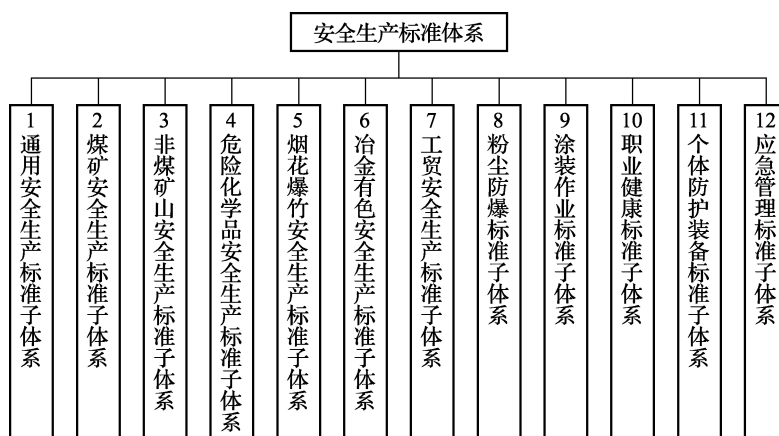 安全生产标准体系
1
通用安全生产标准子体系
2
煤矿安全生产标准子体系
3
非煤矿山安全生产标准子体系
4
危险化学品安全生产标准子体系
5
烟花爆竹安全生产标准子体系
6
冶金有色安全生产标准子体系
7
工贸安全生产标准子体系
8
粉尘防爆标准子体系
9
涂装作业标准子体系
10
职业健康标准子体系
11
个体防护装备标准子体系
12
应急管理标准子体系